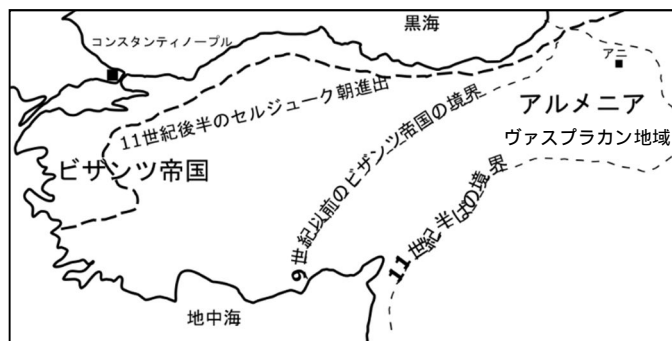 黒海
コンスタンティノープル
アニ
11世紀後半のセルジューク朝進出
アルメニア
ヴァスプラカン地域
9世紀以前のビザンツ帝国の境界
ビザンツ帝国
11世紀半ばの境界
地中海